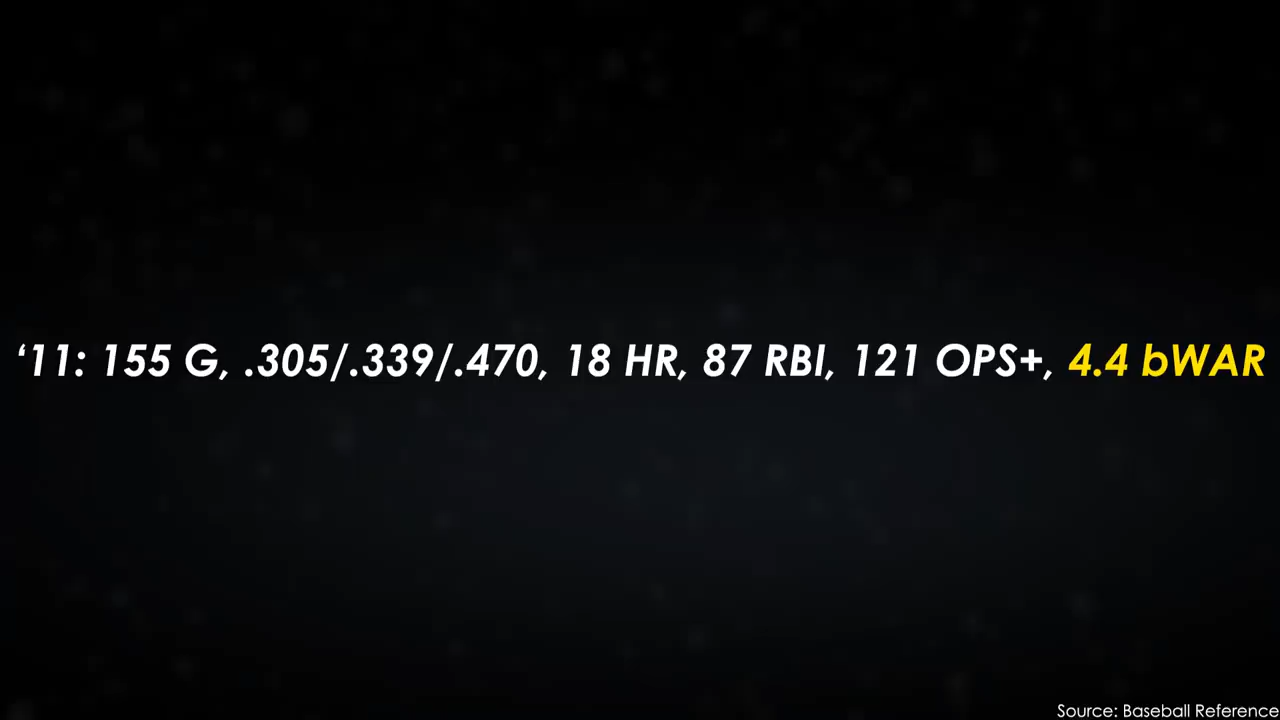 ‘11: 155 G, .305/.339/.470, 18 HR, 87 RBI, 121 OPS+, 4.4 bWAR
Source: Baseball Reference